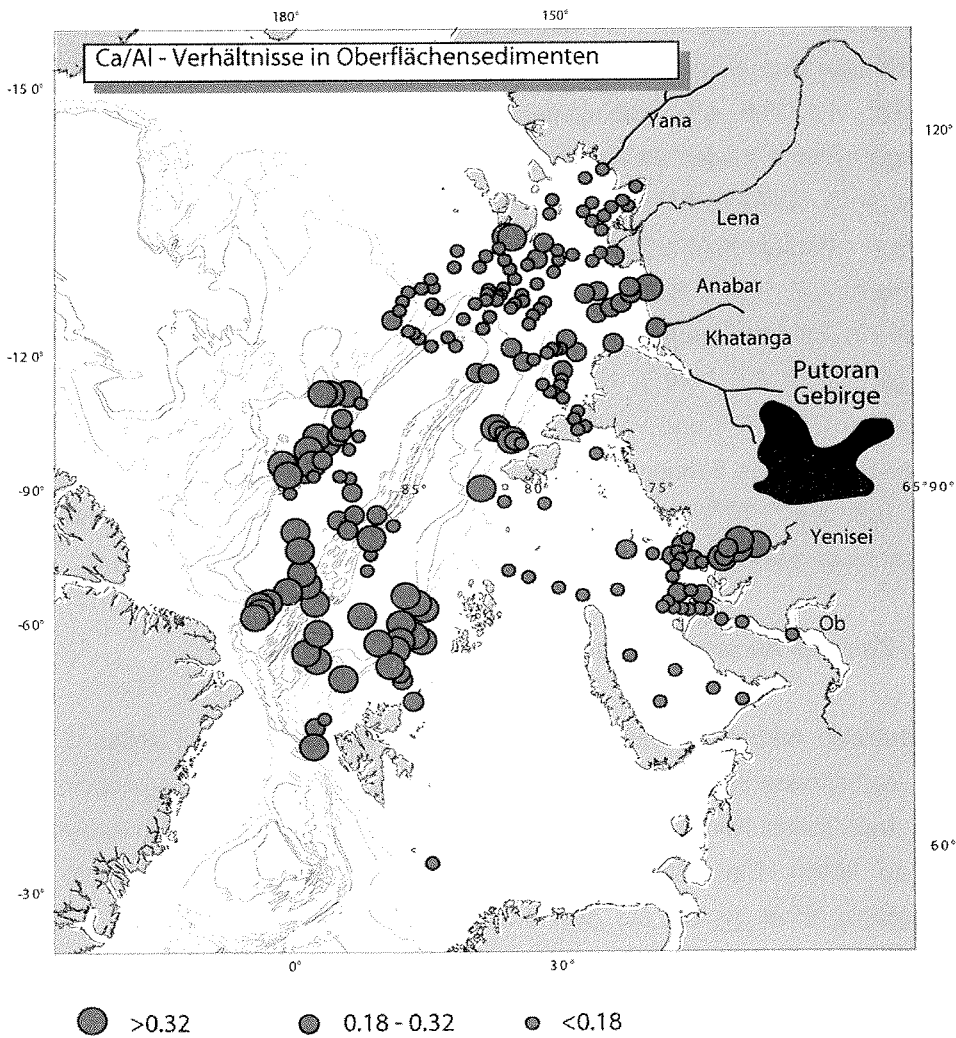 180° 150°
Ca/Al - Verhältnisse in Oberflächensedimenten
-15 0°
Yana
120°
Lena
Anabar
-12 0°
Khatanga
Putoran
Gebirge
-90° 85° 80° 75° 65° 90°
Yenisei
-60°
Ob
60°
-30°
0° 30°
>0.32 0.18 - 0.32 <0.18